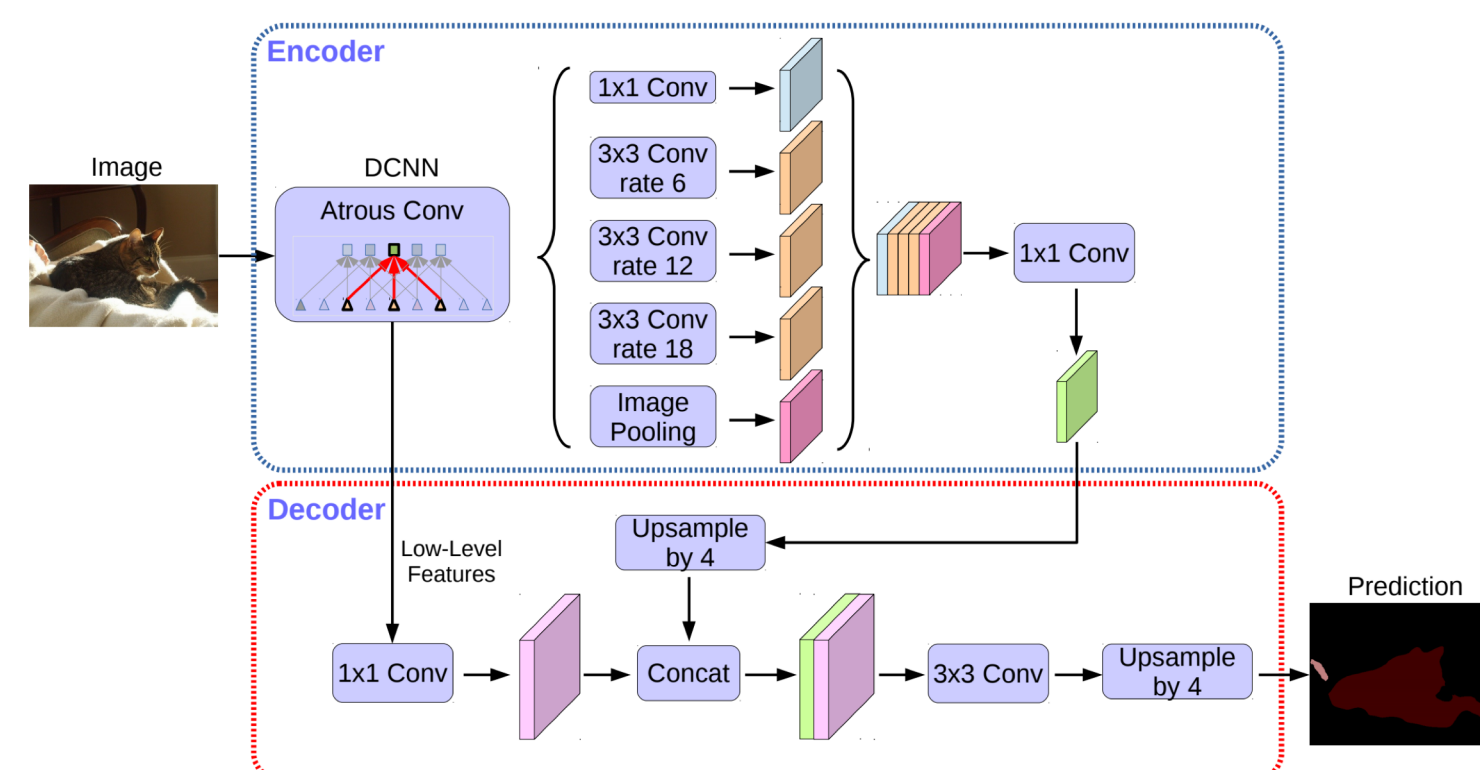 Encoder
Image
DCNN
Atrous Conv
1x1 Conv
3x3 Conv
rate 6
3x3 Conv
rate 12
3x3 Conv
rate 18
Image
Pooling
1x1 Conv
Decoder
Low-Level
Features
Upsample
by 4
1x1 Conv
Concat
3x3 Conv
Upsample
by 4
Prediction